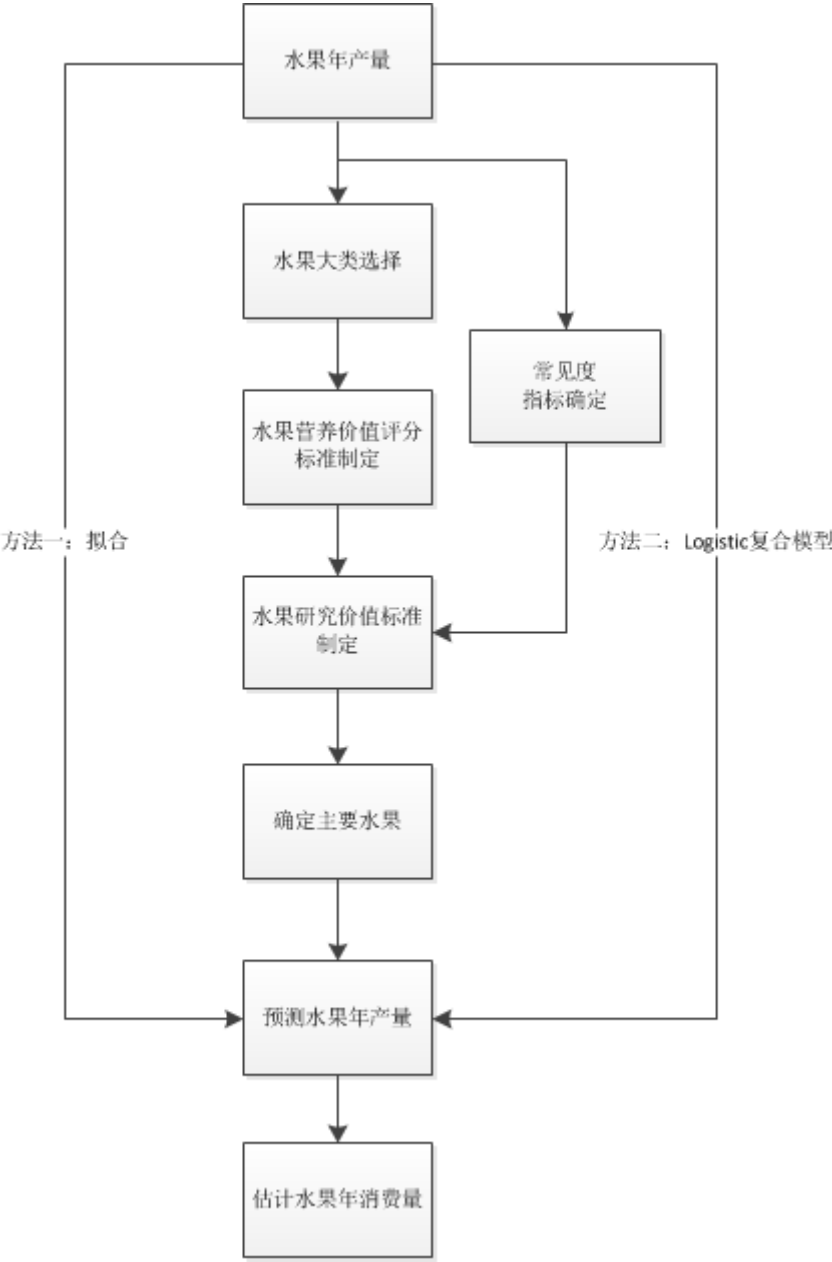 水果年产量
水果大类选择
常见度
指标确定
水果营养价值评分
标准制定
方法一：拟合
方法二：Logistic复合模型
水果研究价值标准
制定
确定主要水果
预测水果年产量
估计水果年消费量